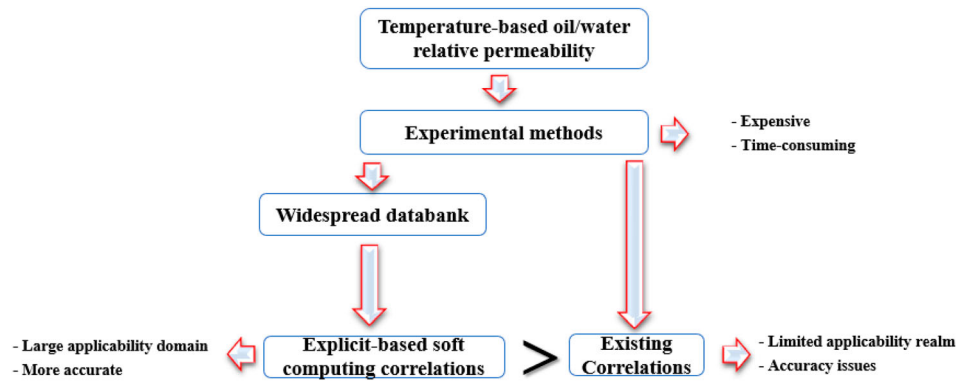 Temperature-based oil/water
relative permeability
Experimental methods
- Expensive
- Time-consuming
Widespread databank
- Large applicability domain
- More accurate
Explicit-based soft
computing correlations
>
Existing
Correlations
- Limited applicability realm
- Accuracy issues